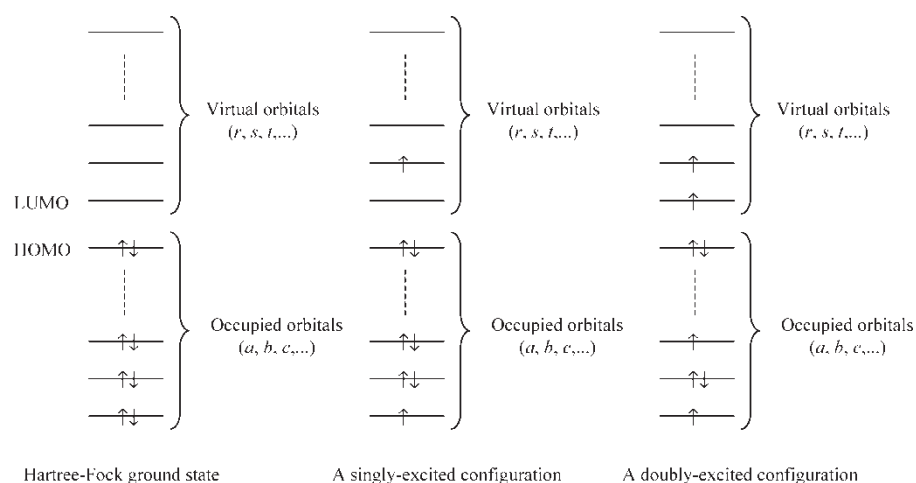 Virtual orbitals
(r, s, t,...)
Virtual orbitals
(r, s, t,...)
Virtual orbitals
(r, s, t,...)
LUMO
HOMO
Occupied orbitals
(a, b, c,...)
Occupied orbitals
(a, b, c,...)
Occupied orbitals
(a, b, c,...)
Hartree-Fock ground state
A singly-excited configuration
A doubly-excited configuration